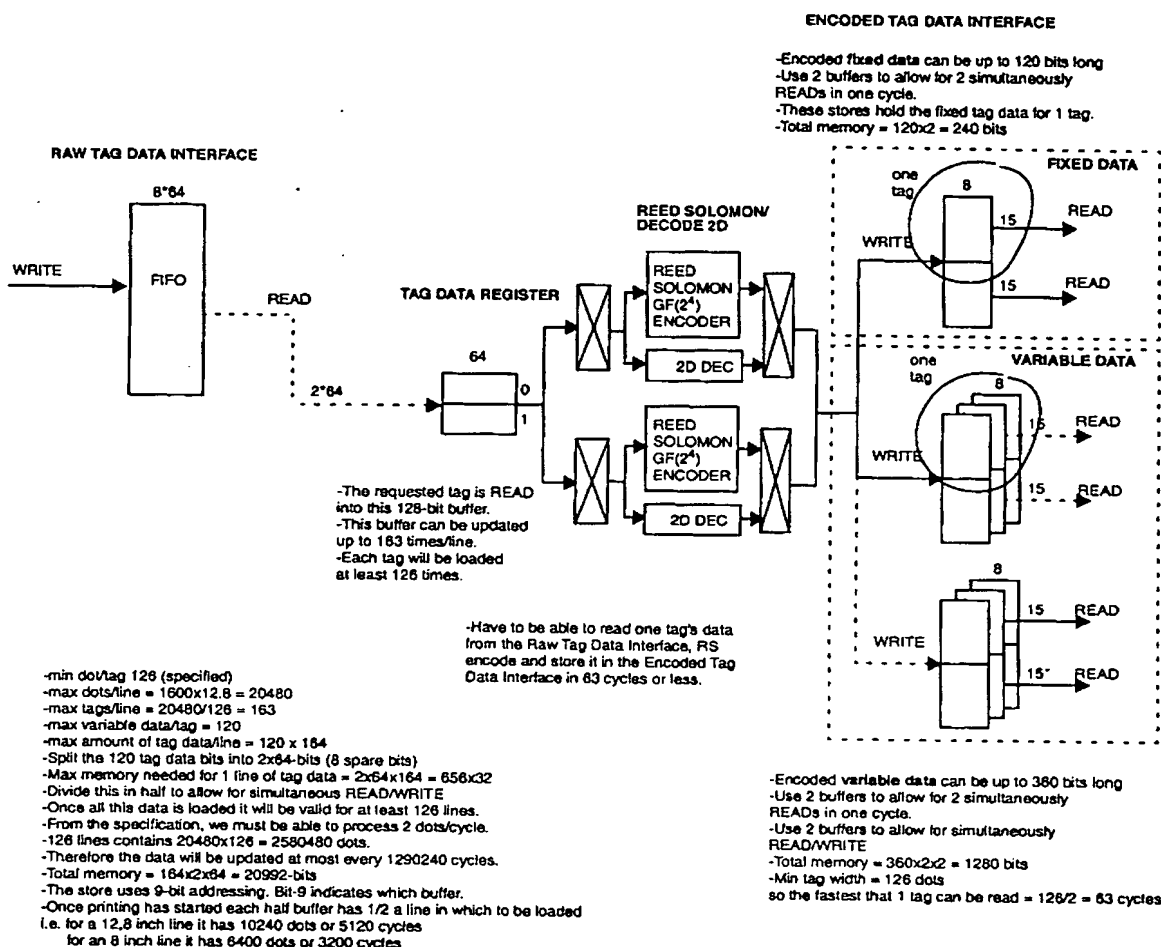 ENCODED TAG DATA INTERFACE
-Encoded fixed data can be up to 120 bits long
-Use 2 buffers to allow for 2 simultaneously
READs in one cycle.
-These stores hold the fixed tag data for 1 tag.
-Total memory = 120x2 = 240 bits
RAW TAG DATA INTERFACE
8*64
WRITE
FIFO
READ
2*64
TAG DATA REGISTER
64
0
1
-The requested tag is READ
into this 128-bit buffer.
-This buffer can be updated
up to 163 times/line.
-Each tag will be loaded
at least 126 times.
REED SOLOMON/
DECODE 2D
REED
SOLOMON
GF(2⁴)
ENCODER
2D DEC
REED
SOLOMON
GF(2⁴)
ENCODER
2D DEC
-Have to be able to read one tag's data
from the Raw Tag Data Interface, RS
encode and store it in the Encoded Tag
Data Interface in 63 cycles or less.
FIXED DATA
one
tag
8
WRITE
15
READ
15
READ
VARIABLE DATA
one
tag
8
WRITE
15
READ
15
READ
8
WRITE
15
READ
15
READ
-min dot/tag 126 (specified)
-max dots/line = 1600x12.8 = 20480
-max tags/line = 20480/126 = 163
-max variable data/tag = 120
-max amount of tag data/line = 120 x 164
-Split the 120 tag data bits into 2x64-bits (8 spare bits)
-Max memory needed for 1 line of tag data = 2x64x164 = 656x32
-Divide this in half to allow for simultaneous READ/WRITE
-Once all this data is loaded it will be valid for at least 126 lines.
-From the specification, we must be able to process 2 dots/cycle.
-126 lines contains 20480x126 = 2580480 dots.
-Therefore the data will be updated at most every 1290240 cycles.
-Total memory = 164x2x64 = 20992-bits
-The store uses 9-bit addressing. Bit-9 indicates which buffer.
-Once printing has started each half buffer has 1/2 a line in which to be loaded
i.e. for a 12.8 inch line it has 10240 dots or 5120 cycles
for an 8 inch line it has 6400 dots or 3200 cycles
-Encoded variable data can be up to 360 bits long
-Use 2 buffers to allow for 2 simultaneously
READs in one cycle.
-Use 2 buffers to allow for simultaneously
READ/WRITE
-Total memory = 360x2x2 = 1280 bits
-Min tag width = 126 dots
so the fastest that 1 tag can be read = 126/2 = 63 cycles